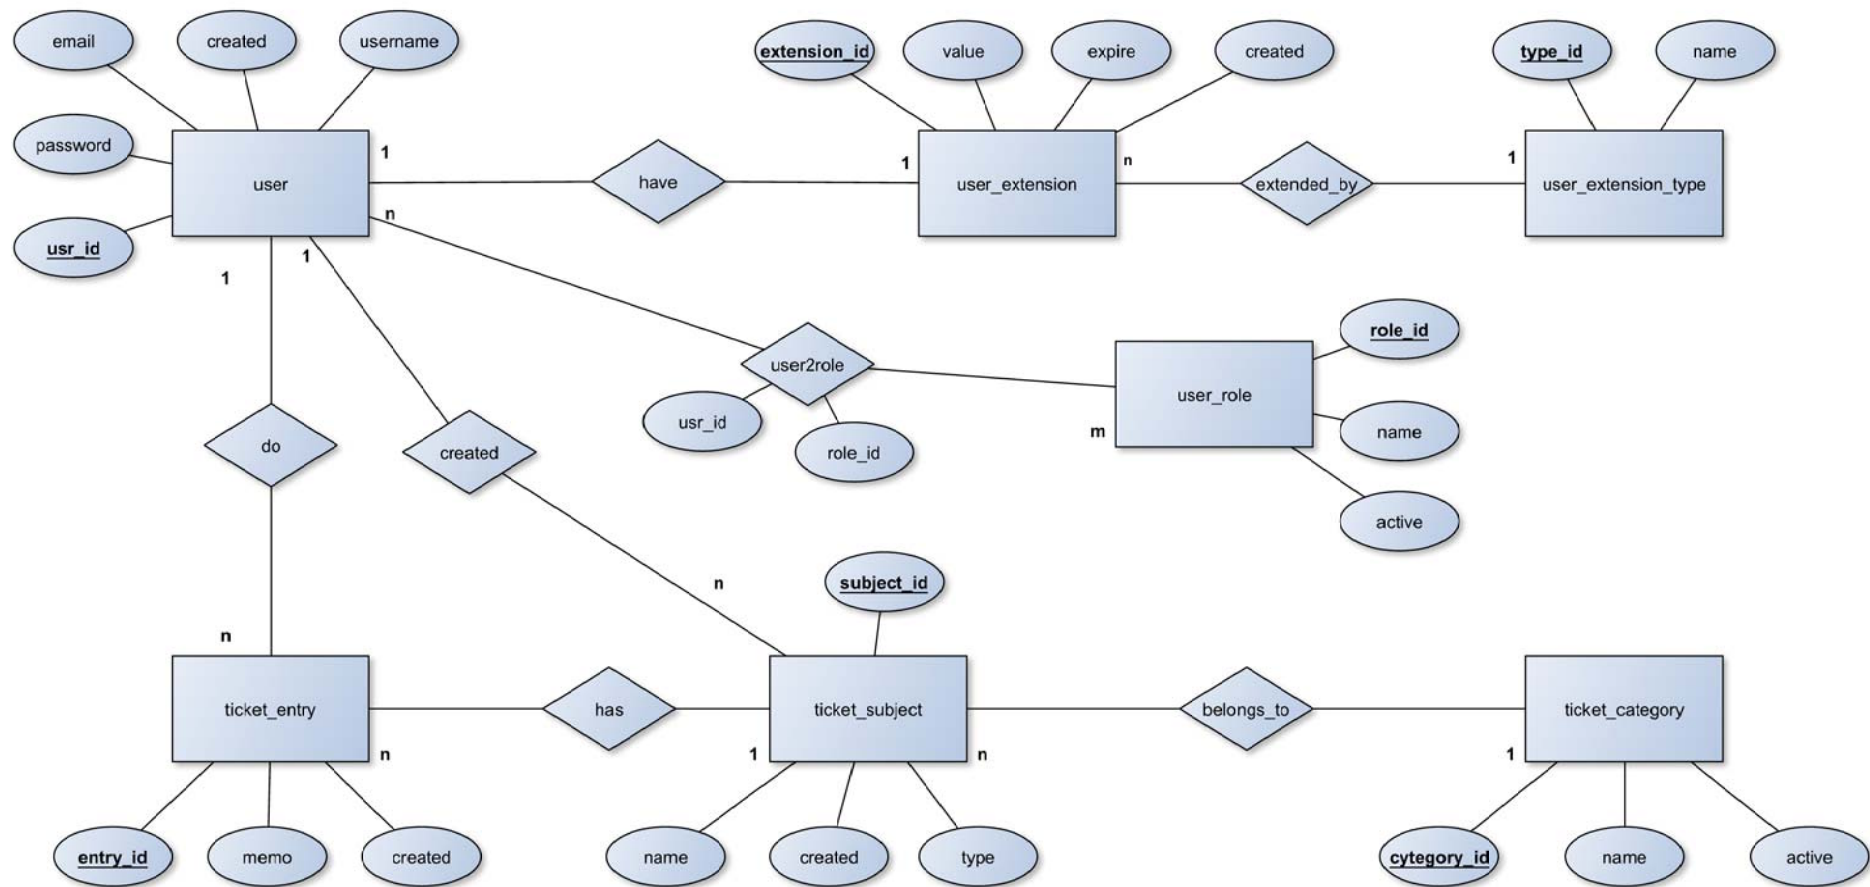 email
created
username
extension_id
value
expire
created
type_id
name
password
user
1
n
have
1
user_extension
n
extended_by
1
user_extension_type
usr_id
1
1
user2role
usr_id
role_id
user_role
m
role_id
name
active
do
created
n
n
subject_id
ticket_entry
n
has
ticket_subject
1
n
belongs_to
ticket_category
1
entry_id
memo
created
name
created
type
cytegory_id
name
active